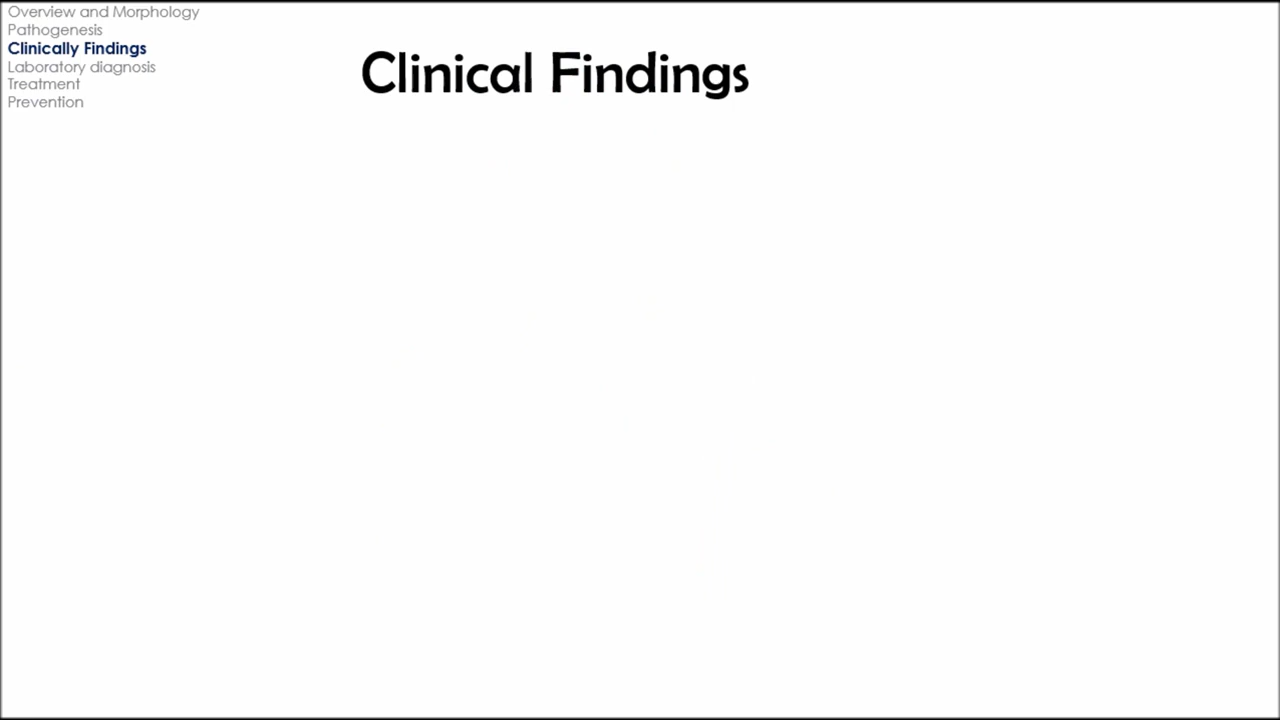 Overview and Morphology
Pathogenesis
Clinically Findings
Laboratory diagnosis
Treatment
Prevention
Clinical Findings